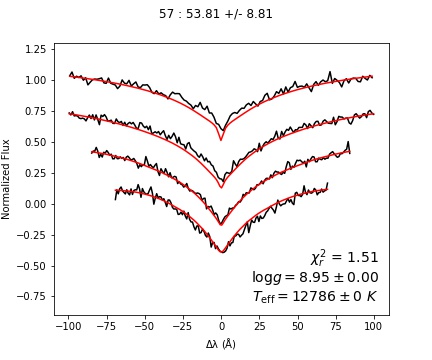 57 : 53.81 +/- 8.81
Normalized Flux
1.25
1.00
0.75
0.50
0.25
0.00
−0.25
−0.50
−0.75
χ²ᵣ = 1.51
logg = 8.95 ± 0.00
Teff = 12786 ± 0 K
−100 −75 −50 −25 0 25 50 75 100
Δλ (Å)